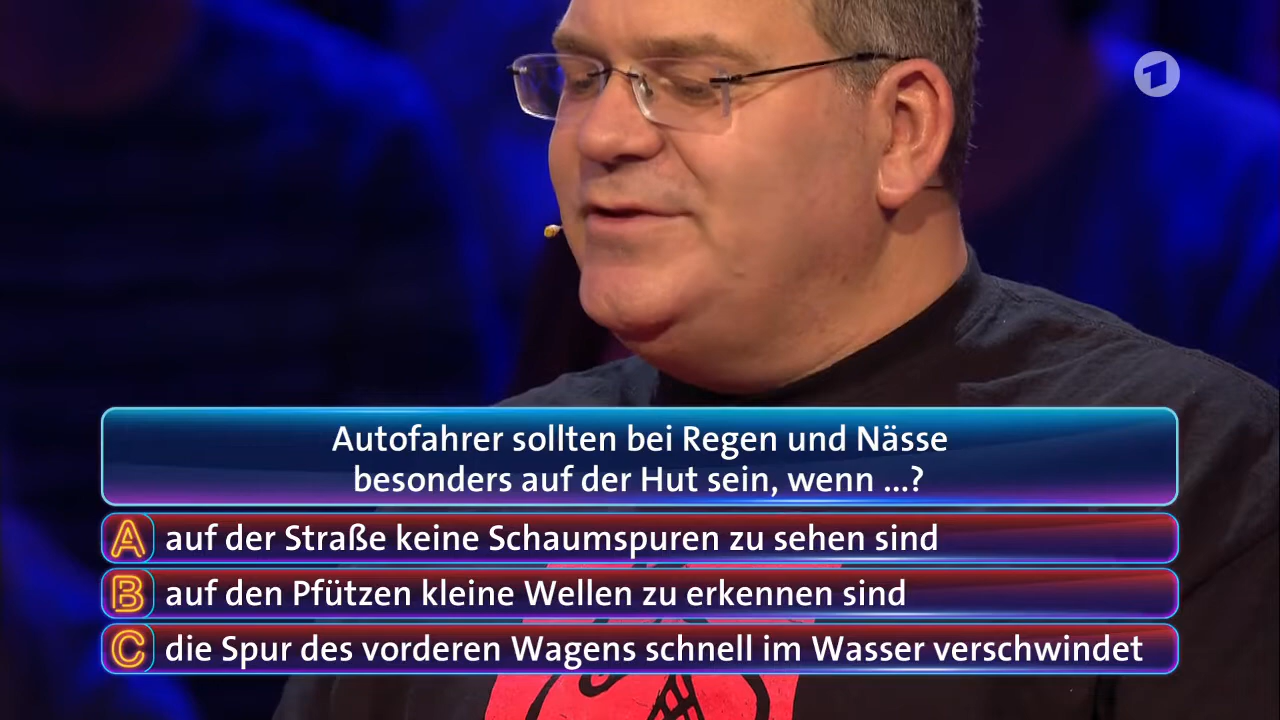 Autofahrer sollten bei Regen und Nässe
besonders auf der Hut sein, wenn ...?
A auf der Straße keine Schaumspuren zu sehen sind
B auf den Pfützen kleine Wellen zu erkennen sind
C die Spur des vorderen Wagens schnell im Wasser verschwindet
1